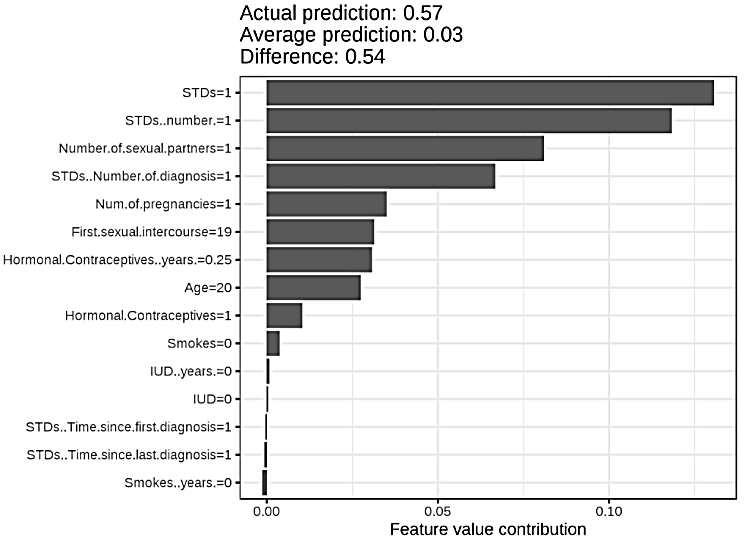 Actual prediction: 0.57
Average prediction: 0.03
Difference: 0.54
STDs=1
STDs..number.=1
Number.of.sexual.partners=1
STDs..Number.of.diagnosis=1
Num.of.pregnancies=1
First.sexual.intercourse=19
Hormonal.Contraceptives..years.=0.25
Age=20
Hormonal.Contraceptives=1
Smokes=0
IUD..years.=0
IUD=0
STDs..Time.since.first.diagnosis=1
STDs..Time.since.last.diagnosis=1
Smokes..years.=0
0.00 0.05 0.10
Feature value contribution